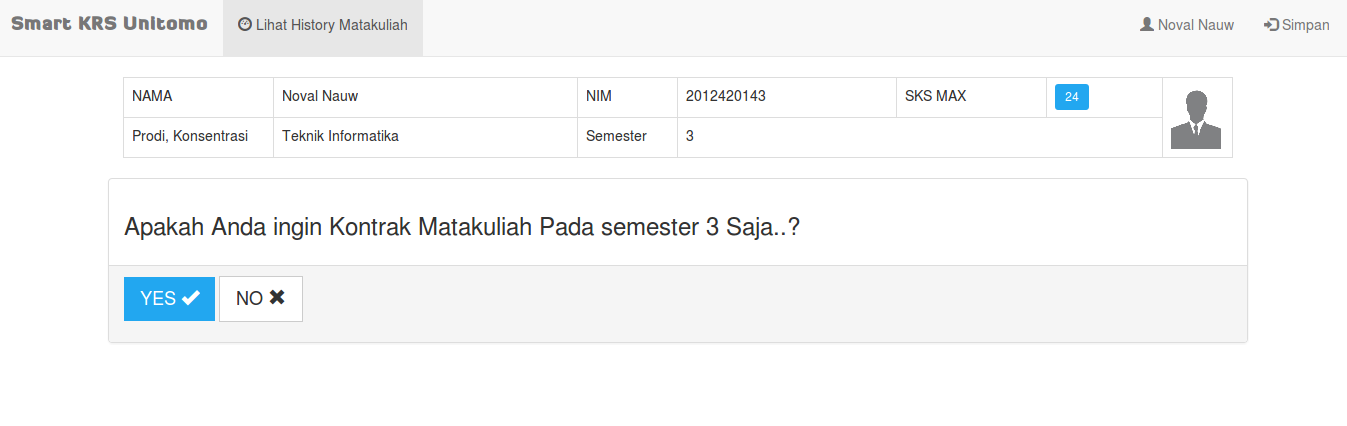 Smart KRS Unitomo Lihat History Matakuliah Noval Nauw Simpan
NAMA Noval Nauw NIM 2012420143 SKS MAX 24
Prodi, Konsentrasi Teknik Informatika Semester 3
Apakah Anda ingin Kontrak Matakuliah Pada semester 3 Saja..?
YES NO